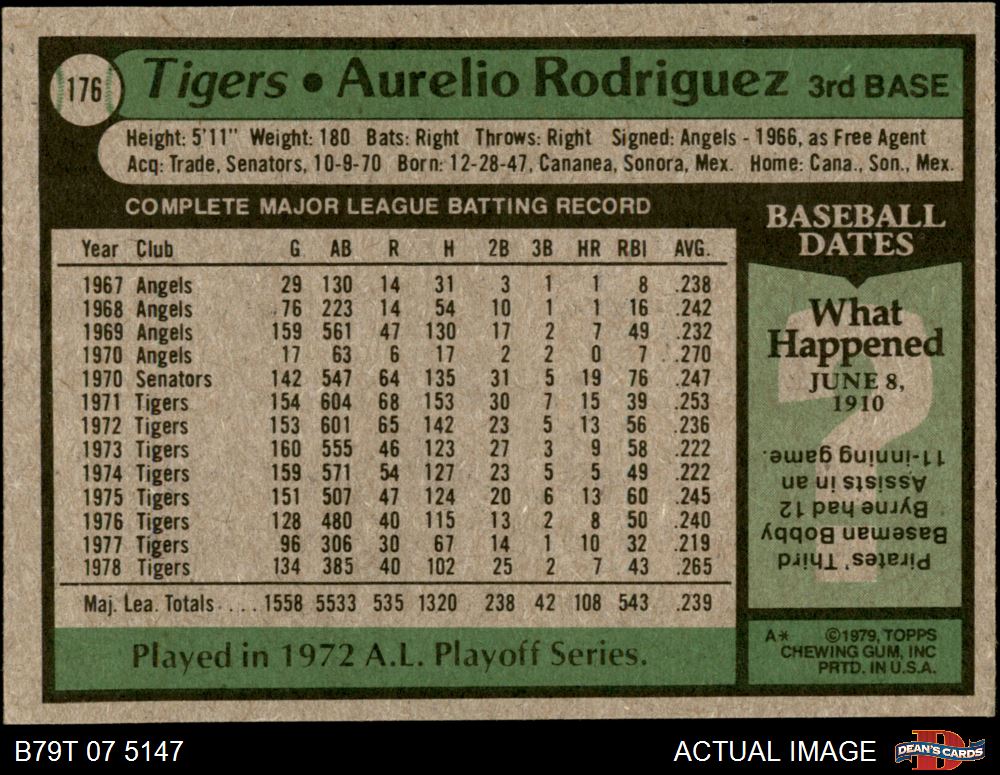 176
Tigers • Aurelio Rodriguez 3rd BASE
Height: 5'11" Weight: 180 Bats: Right Throws: Right Signed: Angels - 1966, as Free Agent
Acq: Trade, Senators, 10-9-70 Born: 12-28-47, Cananea, Sonora, Mex. Home: Cana., Son., Mex.
COMPLETE MAJOR LEAGUE BATTING RECORD
Year Club G AB R H 2B 3B HR RBI AVG.
1967 Angels 29 130 14 31 3 1 1 8 .238
1968 Angels 76 223 14 54 10 1 1 16 .242
1969 Angels 159 561 47 130 17 2 7 49 .232
1970 Angels 17 63 6 17 2 2 0 7 .270
1970 Senators 142 547 64 135 31 5 19 76 .247
1971 Tigers 154 604 68 153 30 7 15 39 .253
1972 Tigers 153 601 65 142 23 5 13 56 .236
1973 Tigers 160 555 46 123 27 3 9 58 .222
1974 Tigers 159 571 54 127 23 5 5 49 .222
1975 Tigers 151 507 47 124 20 6 13 60 .245
1976 Tigers 128 480 40 115 13 2 8 50 .240
1977 Tigers 96 306 30 67 14 1 10 32 .219
1978 Tigers 134 385 40 102 25 2 7 43 .265
Maj. Lea. Totals . . . . 1558 5533 535 1320 238 42 108 543 .239
Played in 1972 A.L. Playoff Series.
BASEBALL
DATES
What
Happened
JUNE 8,
1910
?
Pirates' Third
Baseman Bobby
Byrne had 12
Assists in an
11-inning game.
A* ©1979, TOPPS
CHEWING GUM, INC
PRTD. IN U.S.A.
B79T 07 5147
ACTUAL IMAGE
D
DEAN'S CARDS